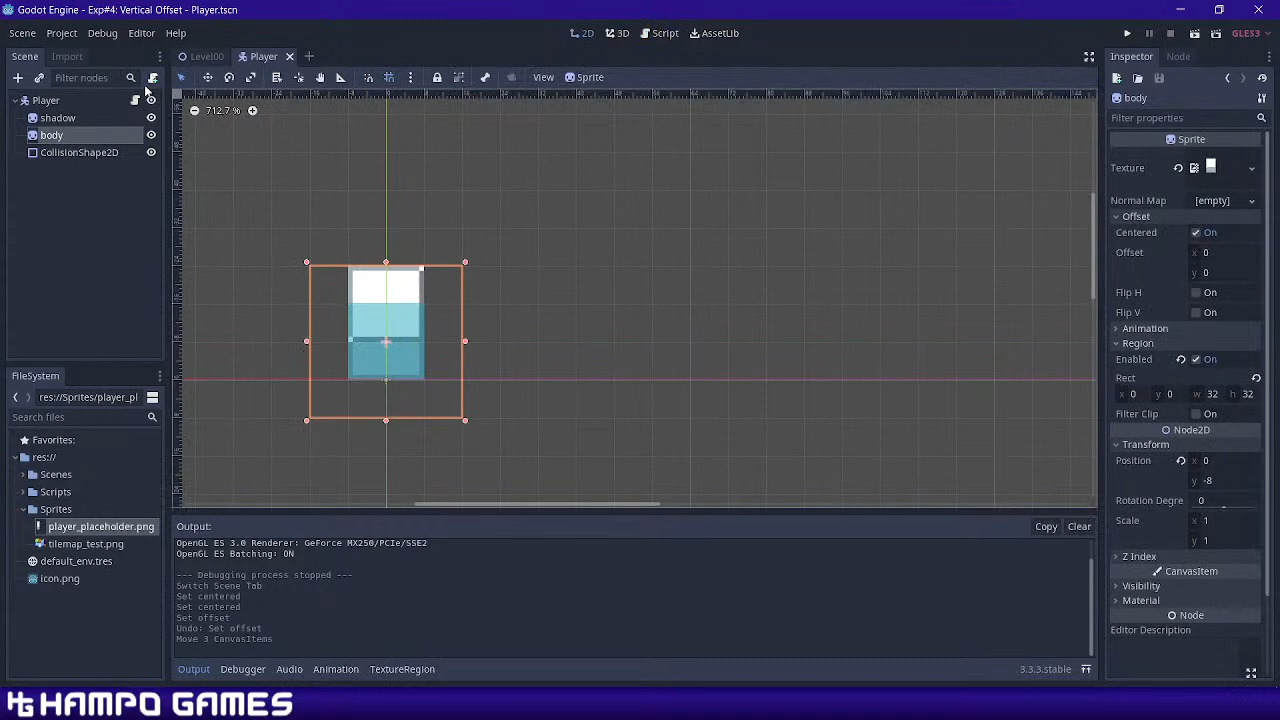 Godot Engine - Exp#4: Vertical Offset - Player.tscn
Scene Project Debug Editor Help
2D 3D Script AssetLib
GLES3
Scene Import
Level00 Player
Inspector Node
Filter nodes
View Sprite
Player
shadow
body
CollisionShape2D
712.7 %
body
Filter properties
Sprite
Texture
Normal Map [empty]
Offset
Centered On
Offset x 0
y 0
Flip H On
Flip V On
Animation
Region
Enabled On
Rect
x 0 y 0 w 32 h 32
Filter Clip On
Node2D
Transform
Position x 0
y -8
Rotation Degre 0
Scale x 1
y 1
Z Index
CanvasItem
Visibility
Material
Node
Editor Description
FileSystem
res://Sprites/player_pl
Search files
Favorites:
res://
Scenes
Scripts
Sprites
player_placeholder.png
tilemap_test.png
default_env.tres
icon.png
Output:
Copy Clear
OpenGL ES 3.0 Renderer: GeForce MX250/PCIe/SSE2
OpenGL ES Batching: ON
--- Debugging process stopped ---
Switch Scene Tab
Set centered
Set centered
Set offset
Undo: Set offset
Move 3 CanvasItems
Output Debugger Audio Animation TextureRegion
3.3.3.stable
HAMPO GAMES